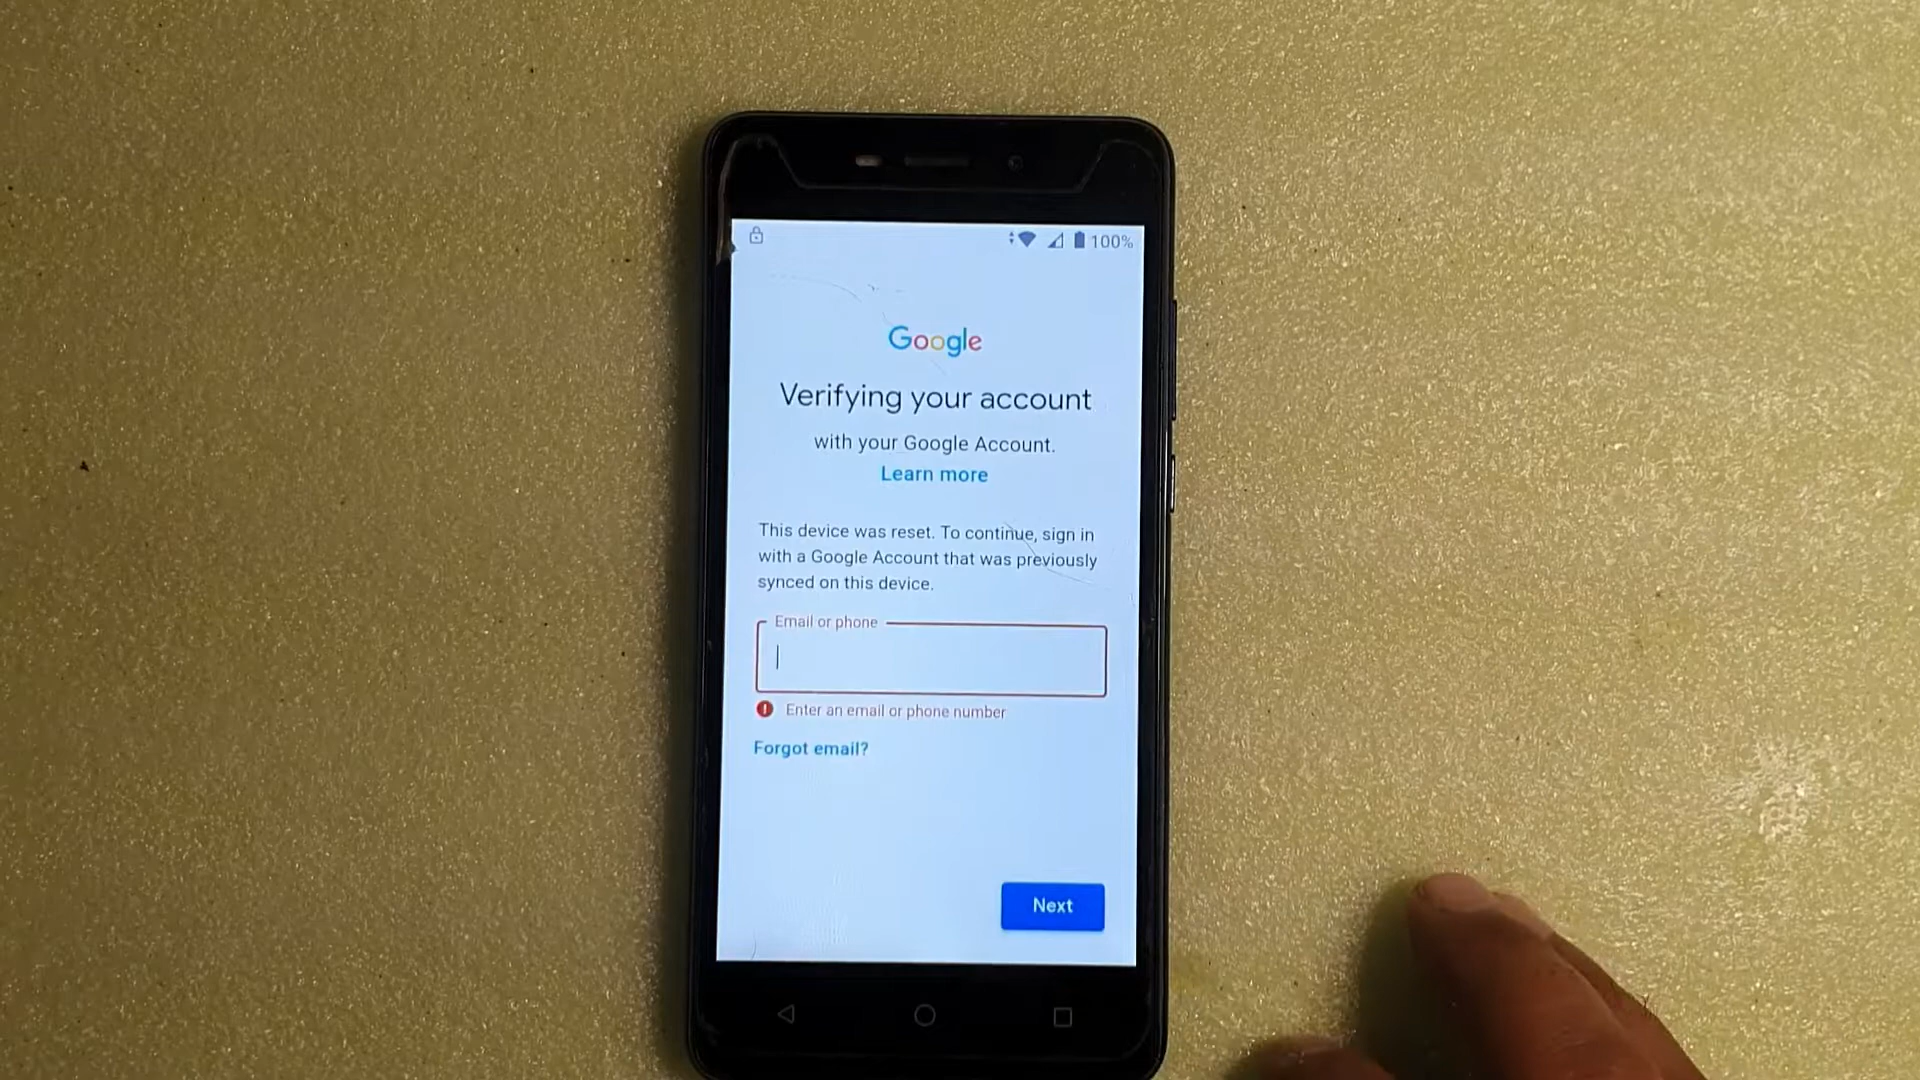 100%
Google
Verifying your account
with your Google Account.
Learn more
This device was reset. To continue, sign in
with a Google Account that was previously
synced on this device.
Email or phone
Enter an email or phone number
Forgot email?
Next